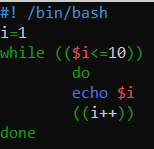 #! /bin/bash
i=1
while (($i<=10))
do
echo $i
((i++))
done